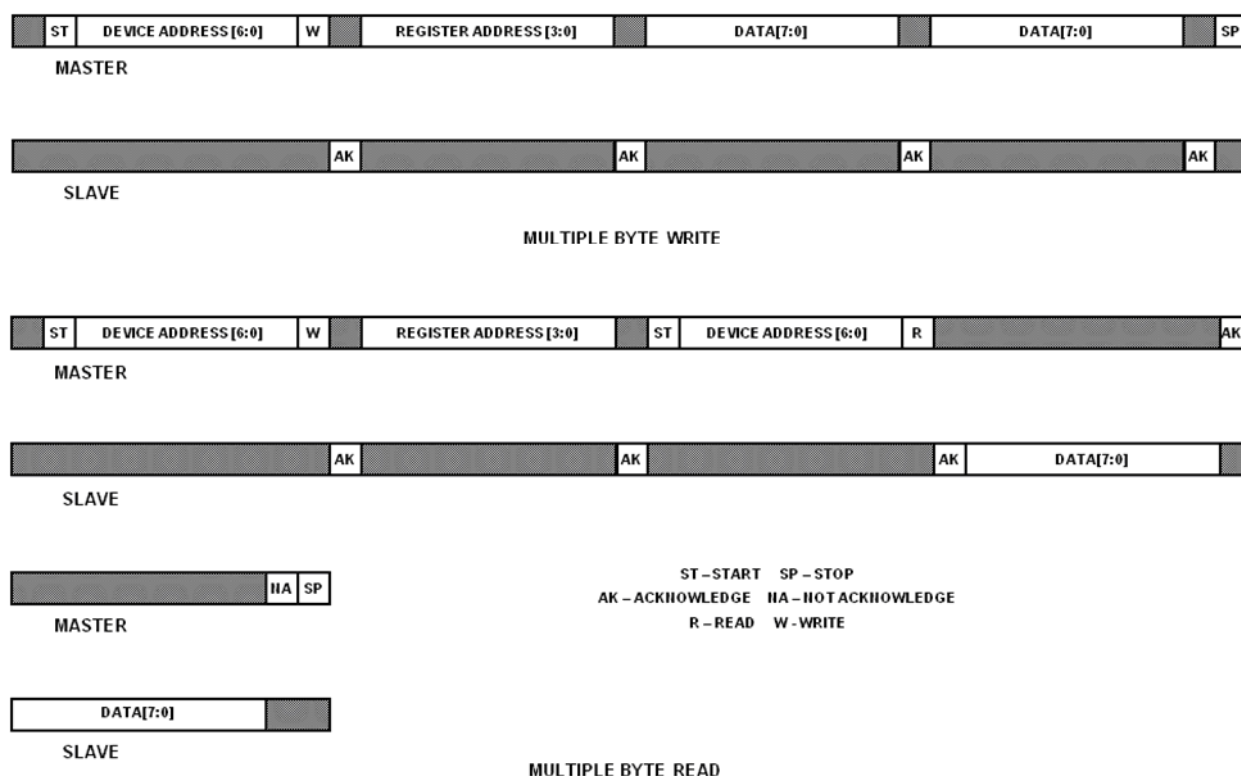 ST DEVICE ADDRESS [6:0] W REGISTER ADDRESS [3:0] DATA[7:0] DATA[7:0] SP
MASTER
AK AK AK AK
SLAVE
MULTIPLE BYTE WRITE
ST DEVICE ADDRESS [6:0] W REGISTER ADDRESS [3:0] ST DEVICE ADDRESS [6:0] R AK
MASTER
AK AK AK DATA[7:0]
SLAVE
NA SP
MASTER
ST – START SP – STOP
AK – ACKNOWLEDGE NA – NOT ACKNOWLEDGE
R – READ W - WRITE
DATA[7:0]
SLAVE
MULTIPLE BYTE READ